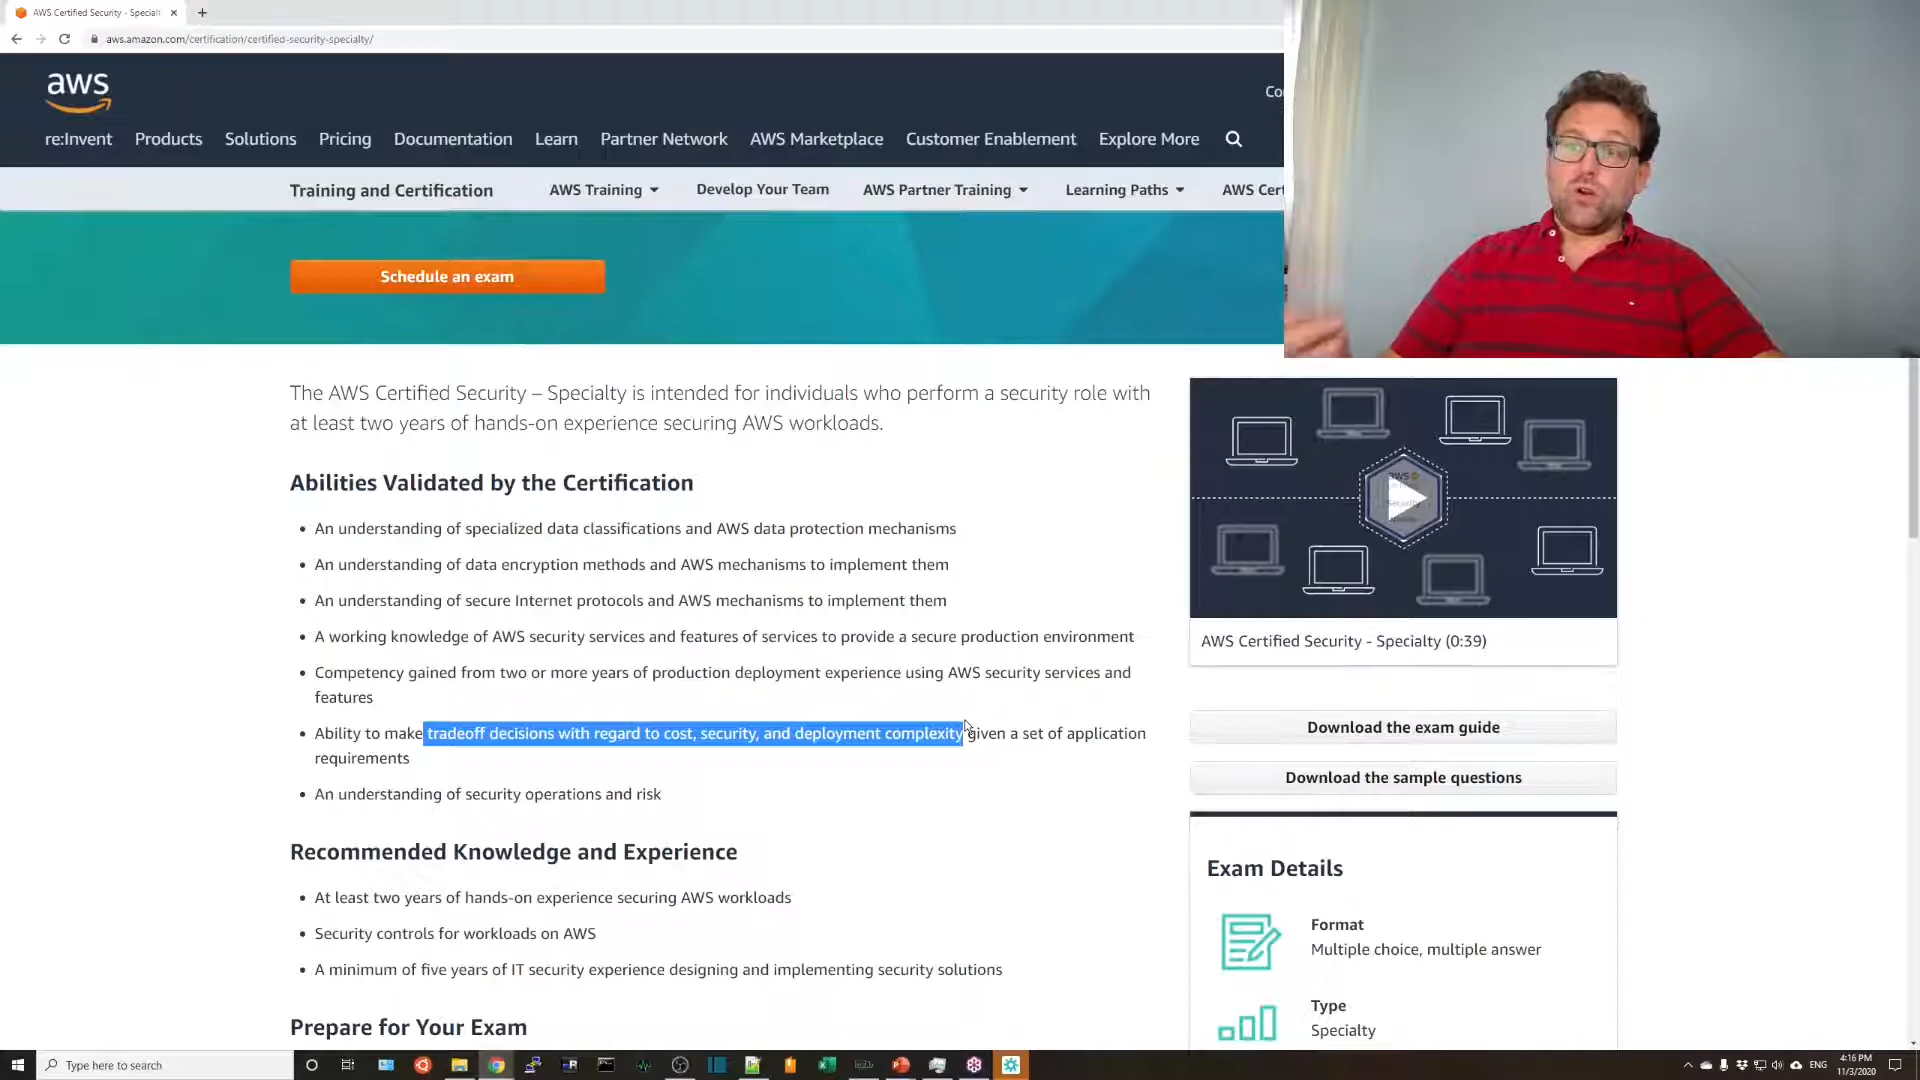 AWS Certified Security - Special
aws.amazon.com/certification/certified-security-specialty/
aws
re:Invent Products Solutions Pricing Documentation Learn Partner Network AWS Marketplace Customer Enablement Explore More
Training and Certification AWS Training Develop Your Team AWS Partner Training Learning Paths AWS Cert
Schedule an exam
The AWS Certified Security – Specialty is intended for individuals who perform a security role with
at least two years of hands-on experience securing AWS workloads.
Abilities Validated by the Certification
• An understanding of specialized data classifications and AWS data protection mechanisms
• An understanding of data encryption methods and AWS mechanisms to implement them
• An understanding of secure Internet protocols and AWS mechanisms to implement them
• A working knowledge of AWS security services and features of services to provide a secure production environment
• Competency gained from two or more years of production deployment experience using AWS security services and
features
• Ability to make tradeoff decisions with regard to cost, security, and deployment complexity given a set of application
requirements
• An understanding of security operations and risk
Recommended Knowledge and Experience
• At least two years of hands-on experience securing AWS workloads
• Security controls for workloads on AWS
• A minimum of five years of IT security experience designing and implementing security solutions
Prepare for Your Exam
aws
AWS Certified Security - Specialty (0:39)
Download the exam guide
Download the sample questions
Exam Details
Format
Multiple choice, multiple answer
Type
Specialty
Type here to search
ENG
4:16 PM
11/3/2020